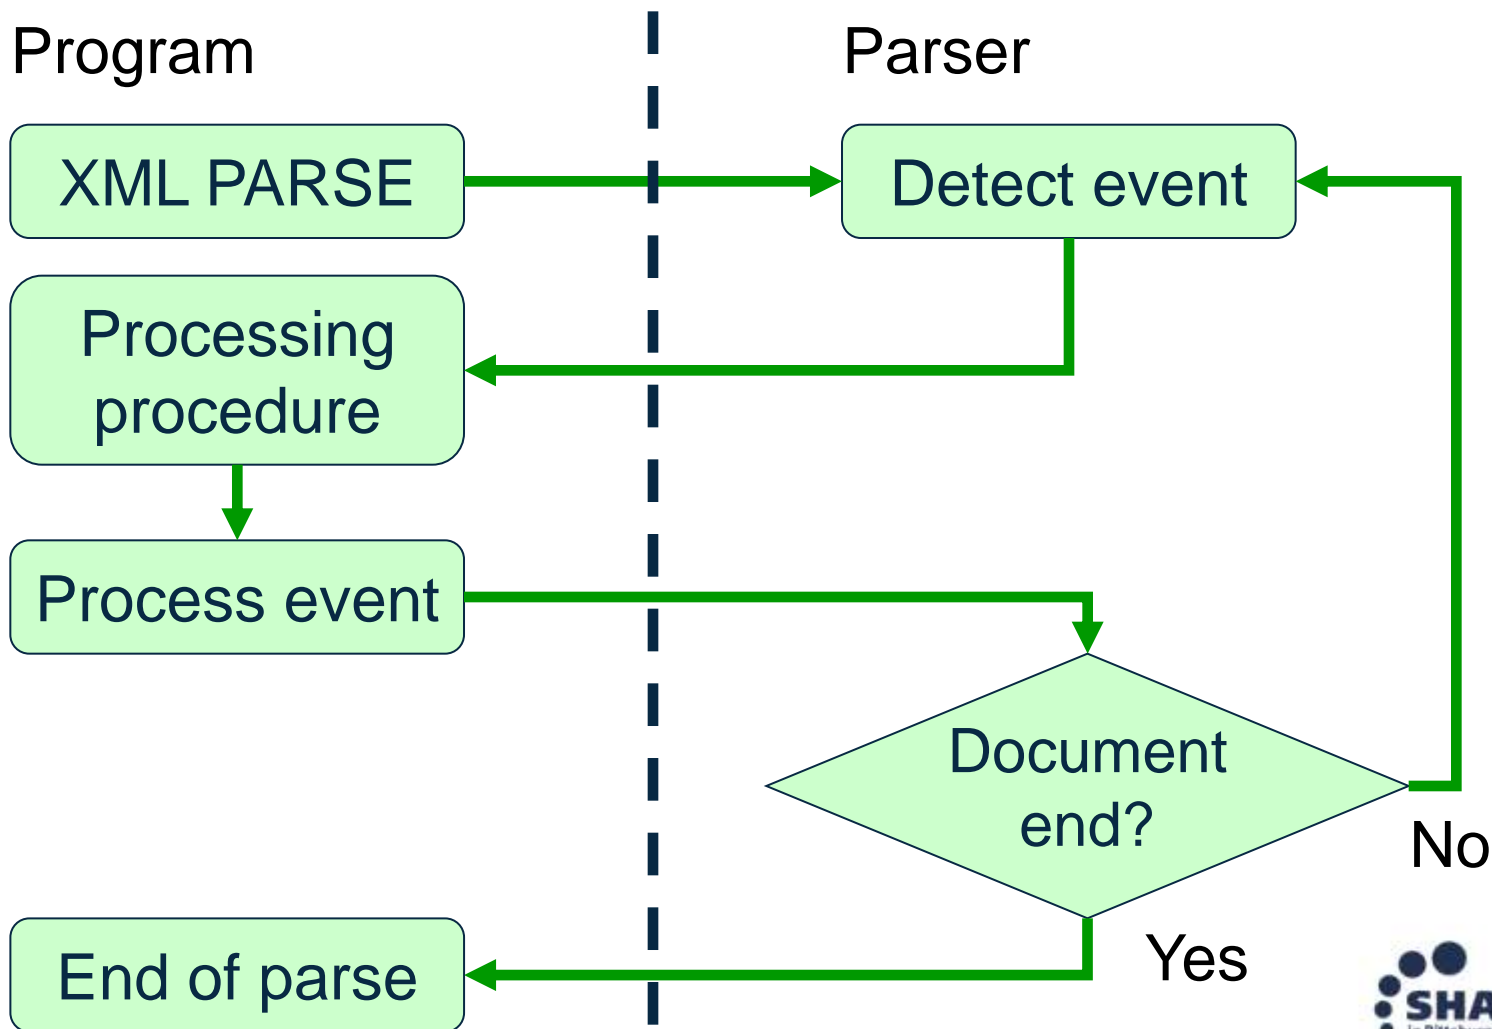 Program
Parser
XML PARSE
Detect event
Processing
procedure
Process event
Document
end?
No
Yes
End of parse